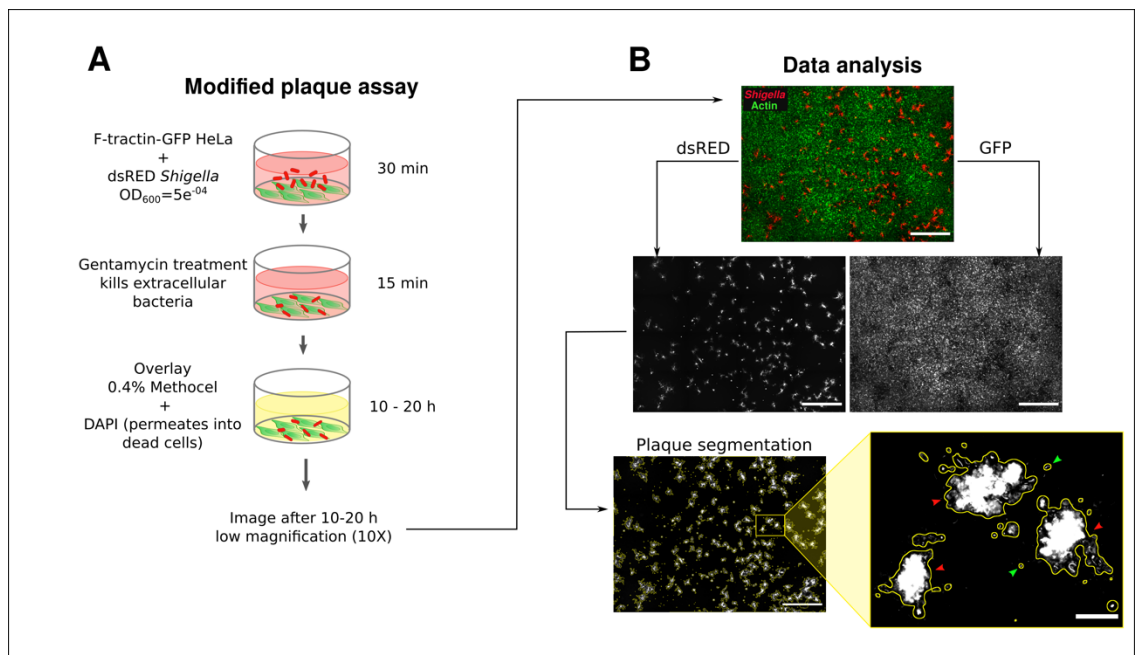 A
Modified plaque assay
F-tractin-GFP HeLa
+
dsRED Shigella
OD600=5e-04
30 min
Gentamycin treatment
kills extracellular
bacteria
15 min
Overlay
0.4% Methocel
+
DAPI (permeates into
dead cells)
10 - 20 h
Image after 10-20 h
low magnification (10X)
B
Data analysis
Shigella
Actin
dsRED
GFP
Plaque segmentation